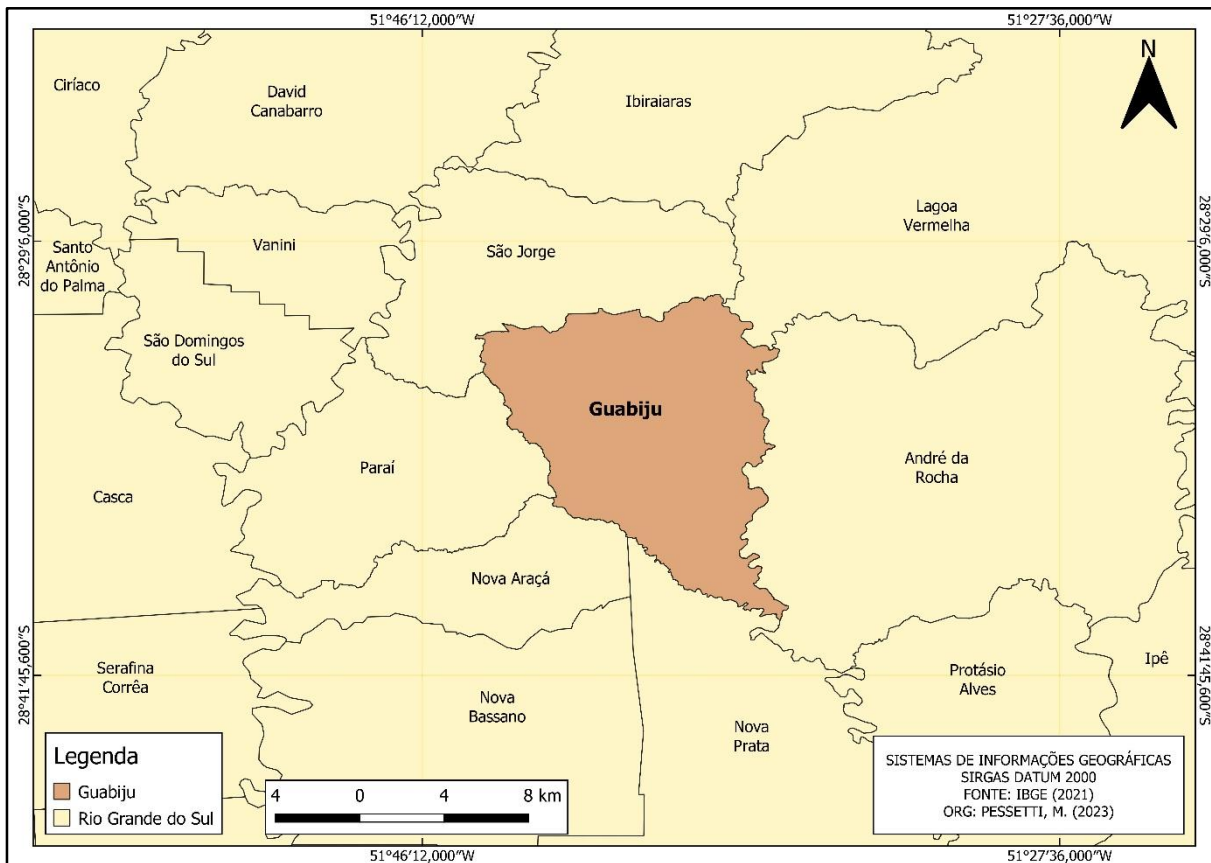 51°46′12,000″W
51°27′36,000″W
N
Ciríaco
David
Canabarro
Ibiraiaras
Lagoa
Vermelha
28°29′6,000″S
28°29′6,000″S
Santo
Antônio
do Palma
Vanini
São Jorge
São Domingos
do Sul
Guabiju
Paraí
André da
Rocha
Casca
Nova Araçá
28°41′45,600″S
28°41′45,600″S
Serafina
Corrêa
Nova
Bassano
Nova
Prata
Protásio
Alves
Ipê
Legenda
Guabiju
Rio Grande do Sul
4 0 4 8 km
SISTEMAS DE INFORMAÇÕES GEOGRÁFICAS
SIRGAS DATUM 2000
FONTE: IBGE (2021)
ORG: PESSETTI, M. (2023)
51°46′12,000″W
51°27′36,000″W